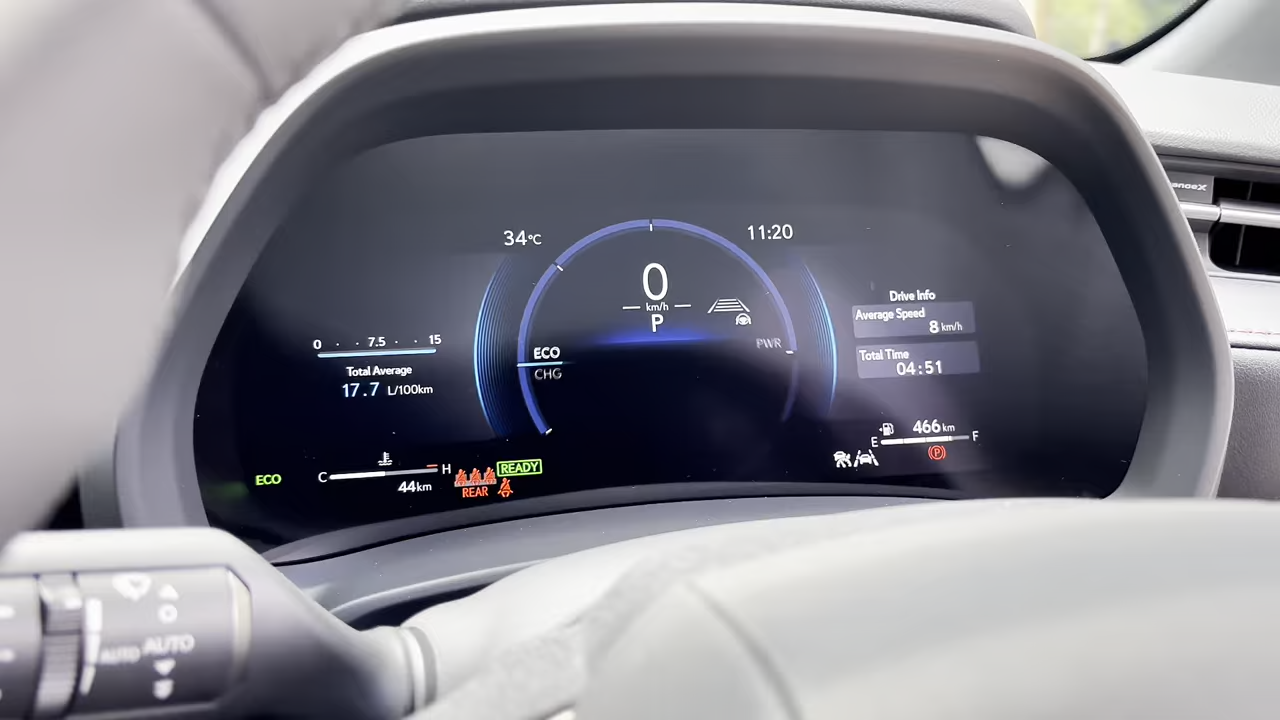 34°C
11:20
0
km/h
P
PWR
ECO
CHG
0 7.5 15
Total Average
17.7 L/100km
Drive Info
Average Speed
8 km/h
Total Time
04:51
466 km
E F
P
ECO
C H
44km
REAR
READY
nanoeX
AUTO AUTO